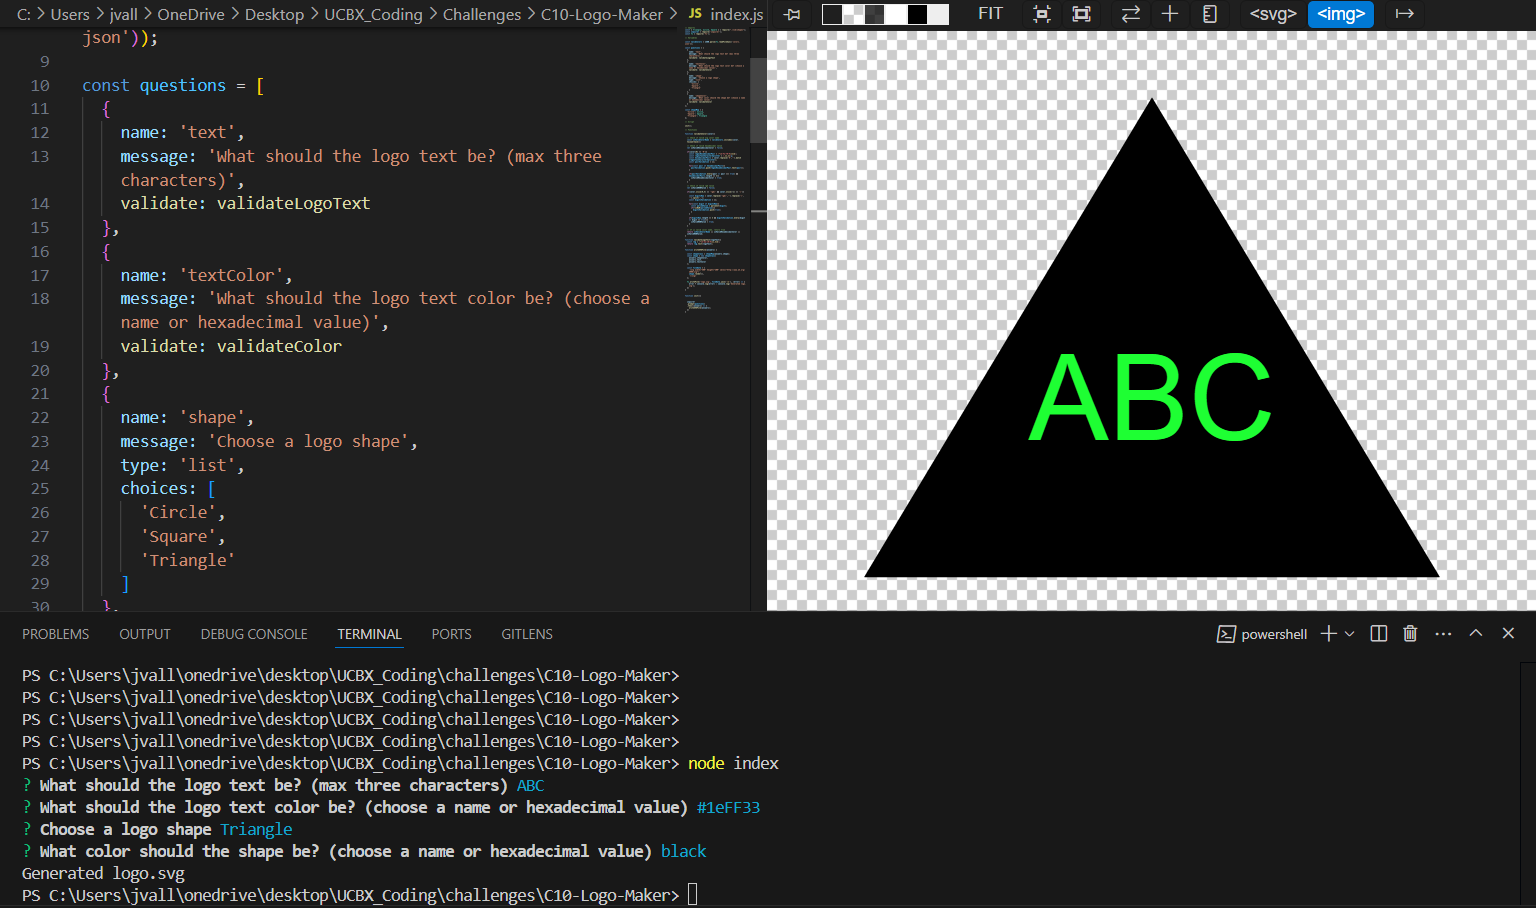 C: > Users > jvall > OneDrive > Desktop > UCBX_Coding > Challenges > C10-Logo-Maker > JS index.js
FIT
<svg>
<img>
json'));
9
10 const questions = [
11 {
12 name: 'text',
13 message: 'What should the logo text be? (max three
characters)',
14 validate: validateLogoText
15 },
16 {
17 name: 'textColor',
18 message: 'What should the logo text color be? (choose a
name or hexadecimal value)',
19 validate: validateColor
20 },
21 {
22 name: 'shape',
23 message: 'Choose a logo shape',
24 type: 'list',
25 choices: [
26 'Circle',
27 'Square',
28 'Triangle'
29 ]
30 },
ABC
PROBLEMS OUTPUT DEBUG CONSOLE TERMINAL PORTS GITLENS
powershell
PS C:\Users\jvall\onedrive\desktop\UCBX_Coding\challenges\C10-Logo-Maker>
PS C:\Users\jvall\onedrive\desktop\UCBX_Coding\challenges\C10-Logo-Maker>
PS C:\Users\jvall\onedrive\desktop\UCBX_Coding\challenges\C10-Logo-Maker>
PS C:\Users\jvall\onedrive\desktop\UCBX_Coding\challenges\C10-Logo-Maker>
PS C:\Users\jvall\onedrive\desktop\UCBX_Coding\challenges\C10-Logo-Maker> node index
? What should the logo text be? (max three characters) ABC
? What should the logo text color be? (choose a name or hexadecimal value) #1eFF33
? Choose a logo shape Triangle
? What color should the shape be? (choose a name or hexadecimal value) black
Generated logo.svg
PS C:\Users\jvall\onedrive\desktop\UCBX_Coding\challenges\C10-Logo-Maker>